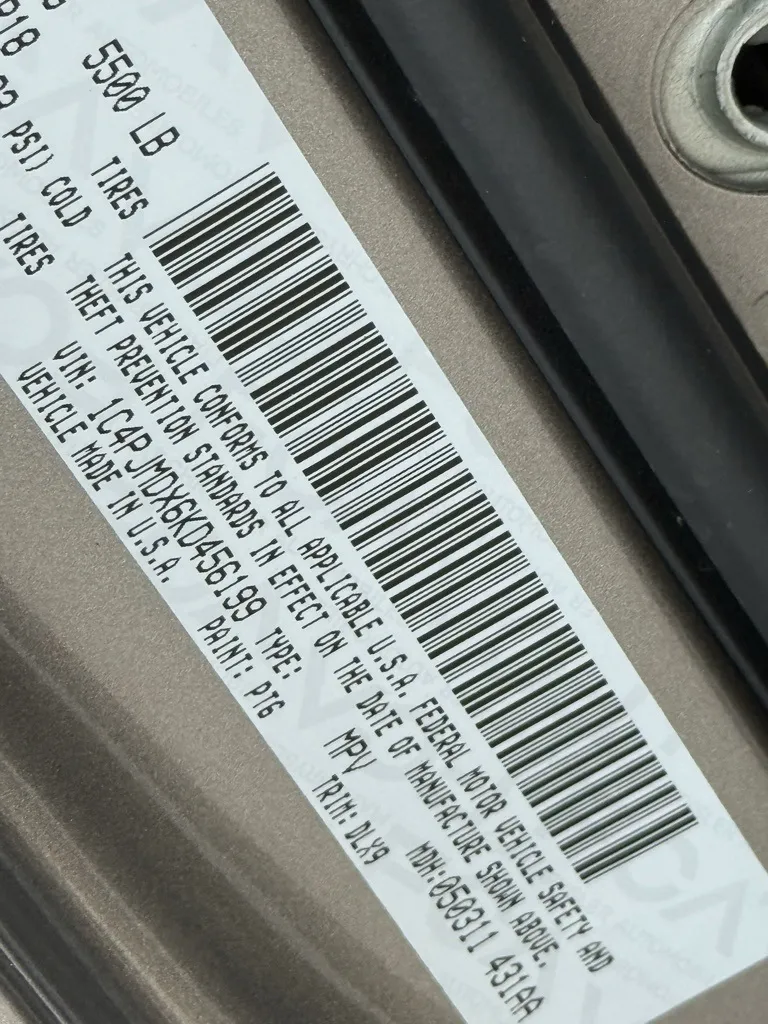 5500 LB
R18
PSI) COLD
TIRES
TIRES
THIS VEHICLE CONFORMS TO ALL APPLICABLE U.S.A. FEDERAL MOTOR VEHICLE SAFETY AND
THEFT PREVENTION STANDARDS IN EFFECT ON THE DATE OF MANUFACTURE SHOWN ABOVE.
VIN: 1C4PJMDX6KD456199 TYPE: MPV MDH:050311 431AA
VEHICLE MADE IN U.S.A. PAINT: PTG TRIM: DLX9